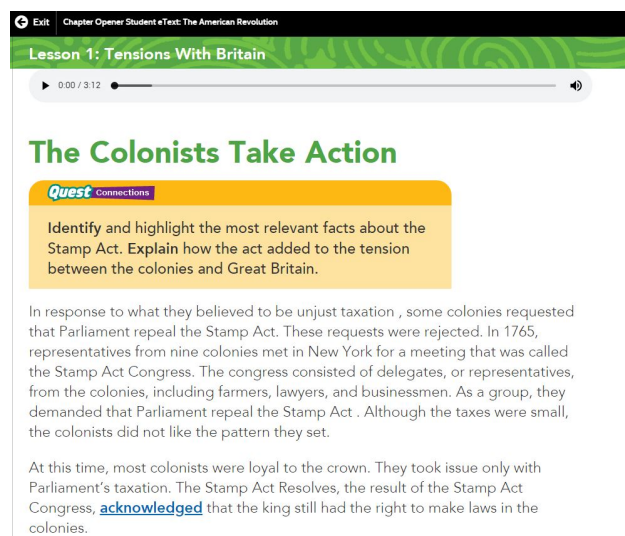 Exit Chapter Opener Student eText: The American Revolution
Lesson 1: Tensions With Britain
0:00 / 3:12
The Colonists Take Action
Quest Connections
Identify and highlight the most relevant facts about the
Stamp Act. Explain how the act added to the tension
between the colonies and Great Britain.
In response to what they believed to be unjust taxation , some colonies requested
that Parliament repeal the Stamp Act. These requests were rejected. In 1765,
representatives from nine colonies met in New York for a meeting that was called
the Stamp Act Congress. The congress consisted of delegates, or representatives,
from the colonies, including farmers, lawyers, and businessmen. As a group, they
demanded that Parliament repeal the Stamp Act . Although the taxes were small,
the colonists did not like the pattern they set.
At this time, most colonists were loyal to the crown. They took issue only with
Parliament's taxation. The Stamp Act Resolves, the result of the Stamp Act
Congress, acknowledged that the king still had the right to make laws in the
colonies.